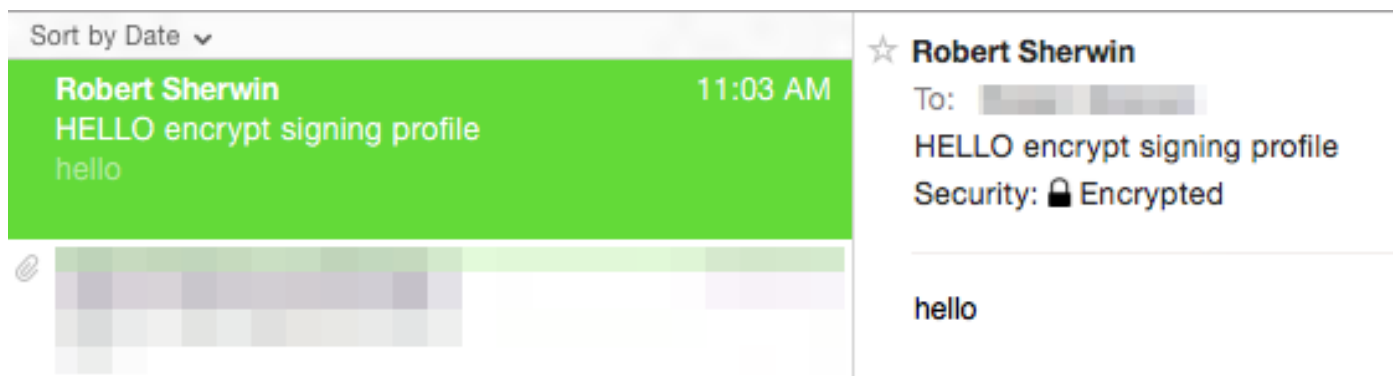 Sort by Date
Robert Sherwin 11:03 AM
HELLO encrypt signing profile
hello
Robert Sherwin
To:
HELLO encrypt signing profile
Security: Encrypted
hello